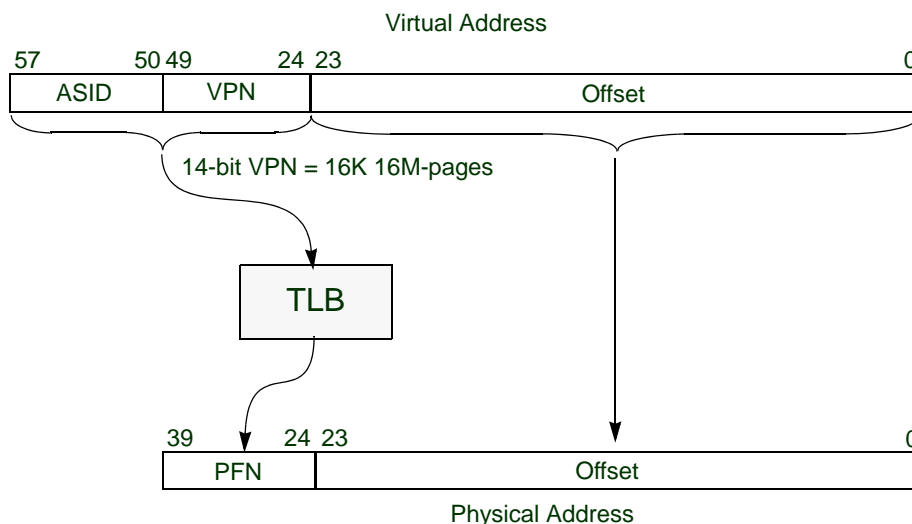 Virtual Address
57 50 49 24 23 0
ASID VPN Offset
14-bit VPN = 16K 16M-pages
TLB
39 24 23 0
PFN Offset
Physical Address